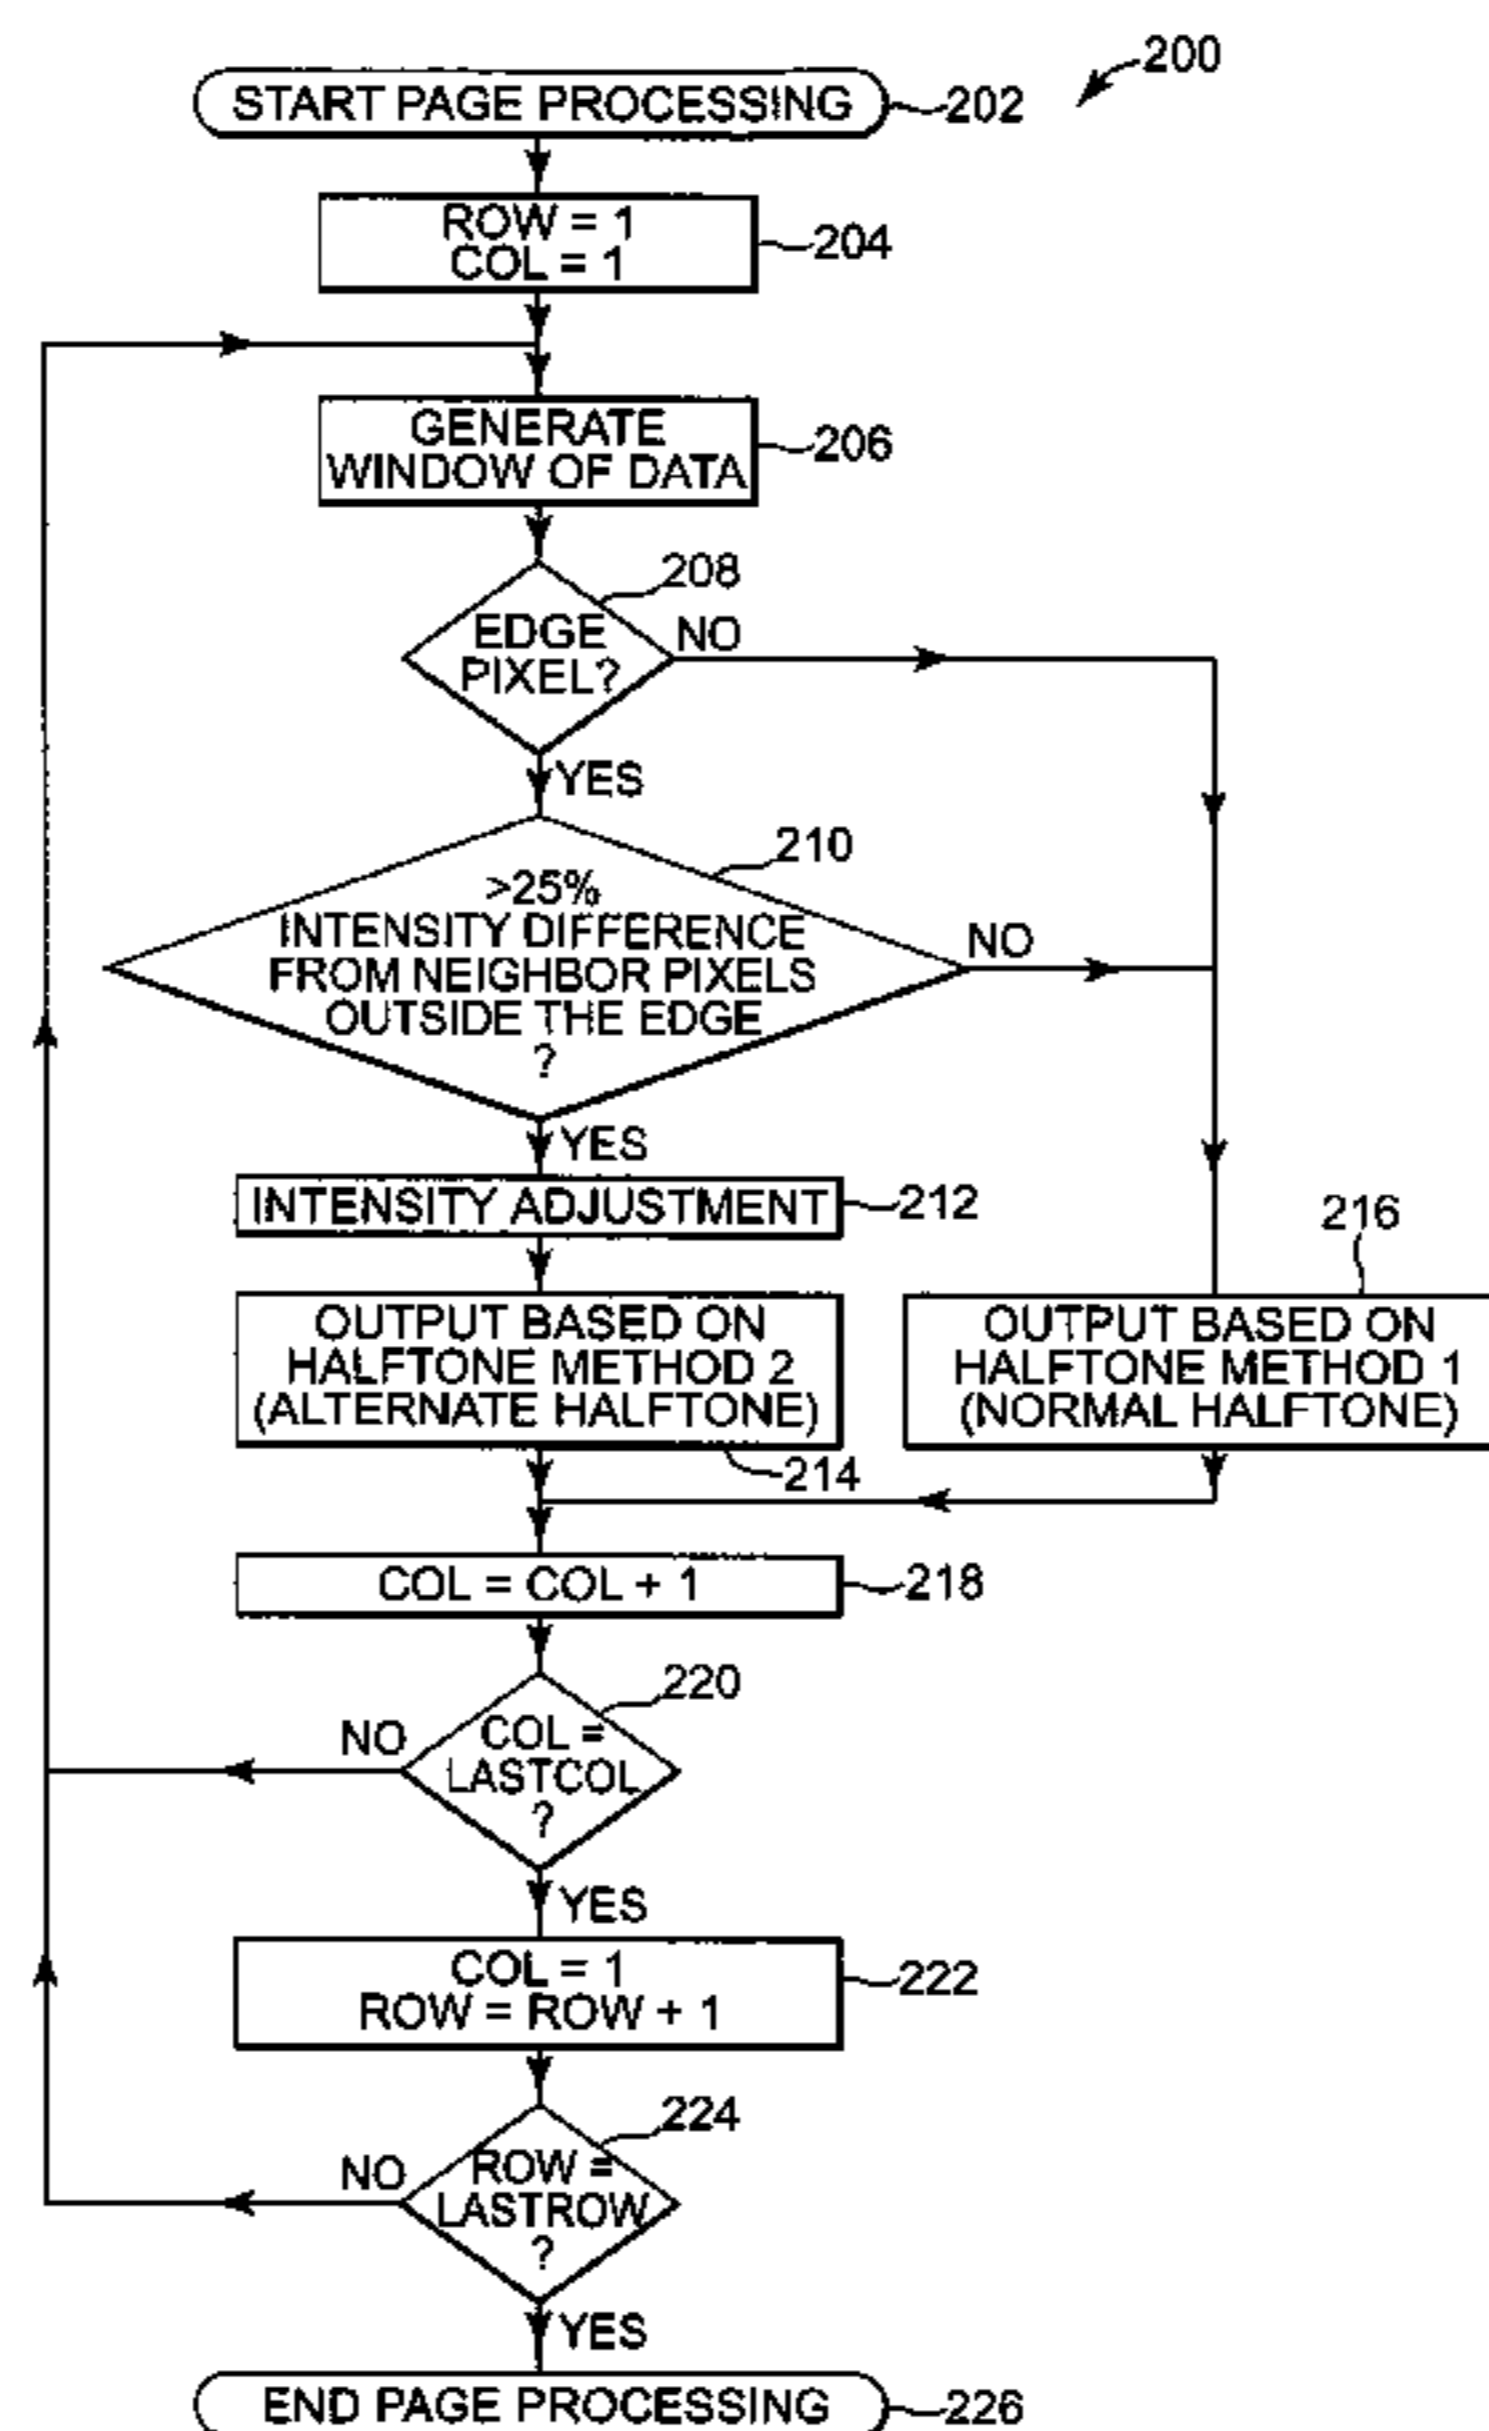 200
START PAGE PROCESSING
202
ROW = 1
COL = 1
204
GENERATE
WINDOW OF DATA
206
208
EDGE
PIXEL?
NO
YES
210
>25%
INTENSITY DIFFERENCE
FROM NEIGHBOR PIXELS
OUTSIDE THE EDGE
?
NO
YES
INTENSITY ADJUSTMENT
212
216
OUTPUT BASED ON
HALFTONE METHOD 2
(ALTERNATE HALFTONE)
214
OUTPUT BASED ON
HALFTONE METHOD 1
(NORMAL HALFTONE)
COL = COL + 1
218
220
COL =
LASTCOL
?
NO
YES
COL = 1
ROW = ROW + 1
222
224
ROW =
LASTROW
?
NO
YES
END PAGE PROCESSING
226